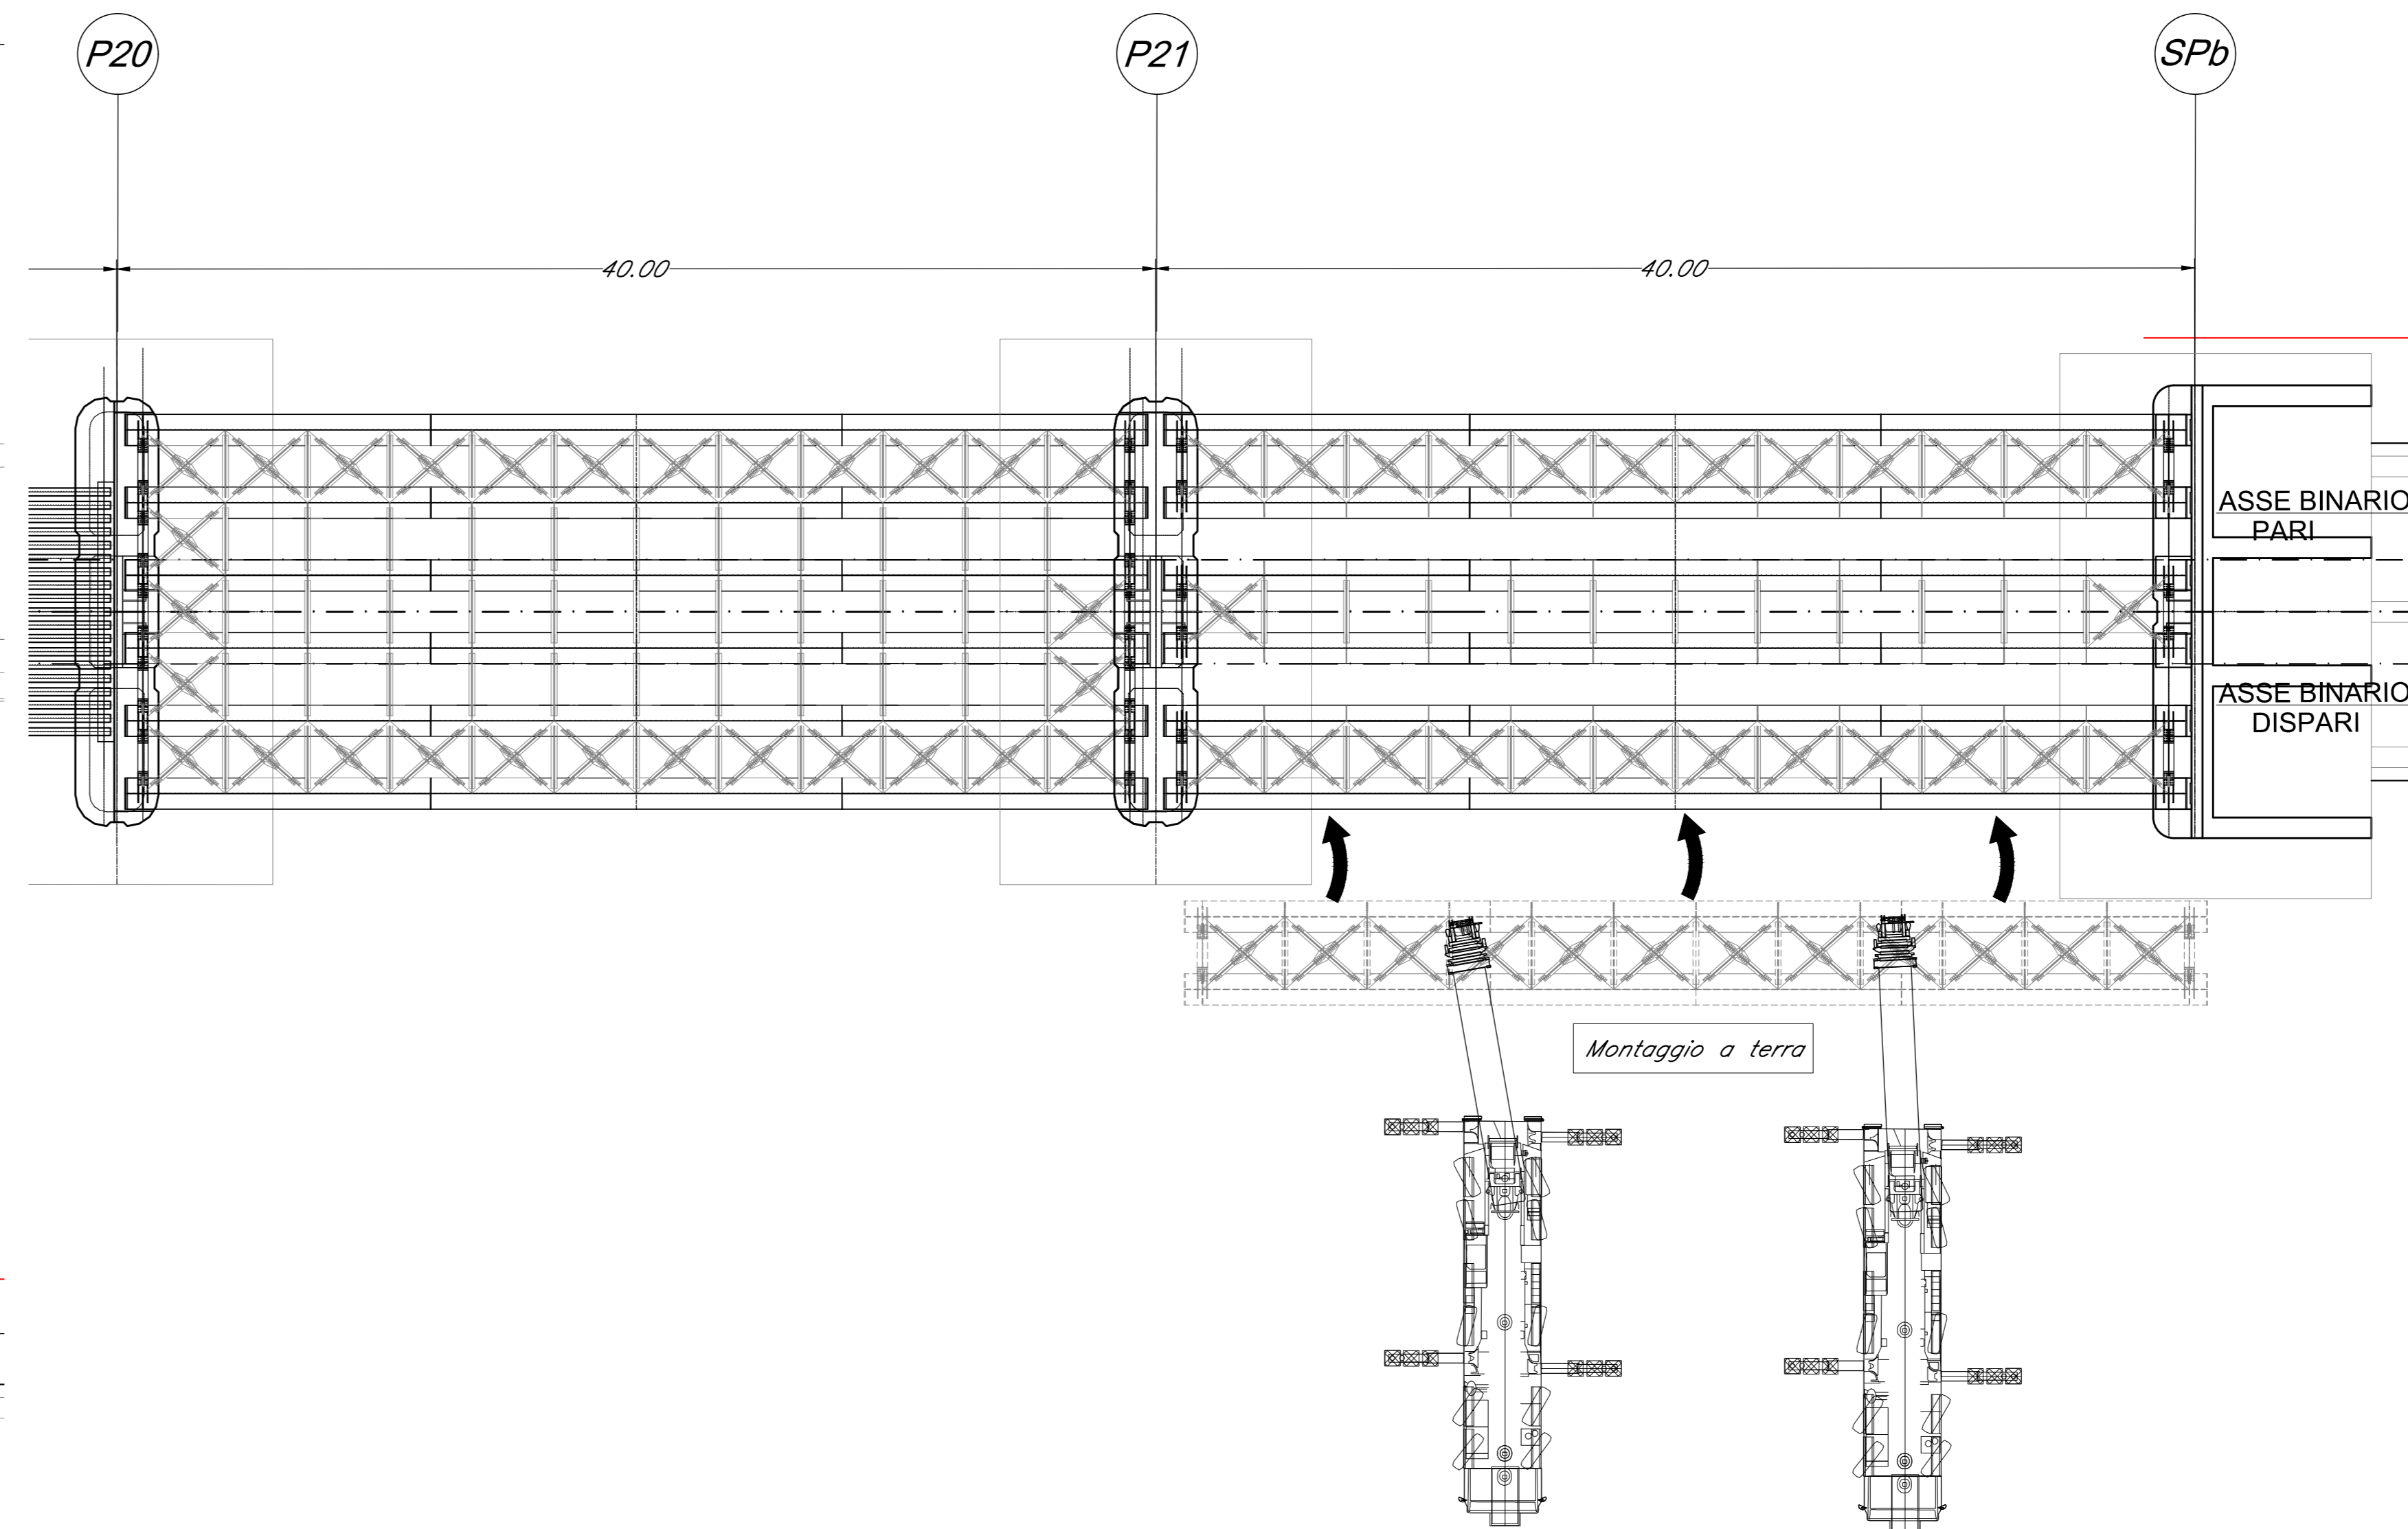 P20
P21
SPb
40.00
40.00
ASSE BINARIO
PARI
ASSE BINARIO
DISPARI
Montaggio a terra